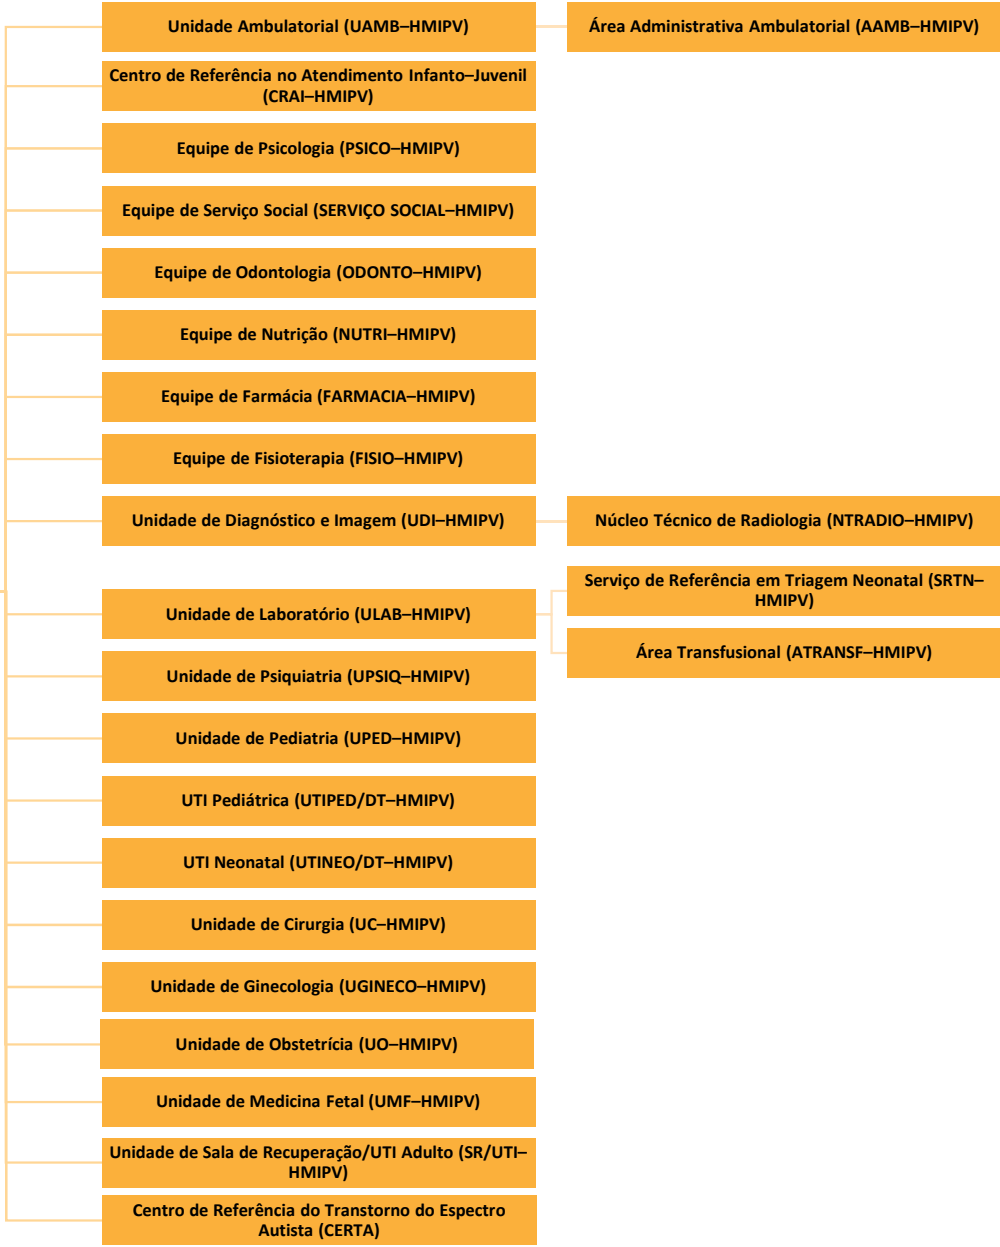 Unidade Ambulatorial (UAMB–HMIPV)
Área Administrativa Ambulatorial (AAMB–HMIPV)
Centro de Referência no Atendimento Infanto–Juvenil
(CRAI–HMIPV)
Equipe de Psicologia (PSICO–HMIPV)
Equipe de Serviço Social (SERVIÇO SOCIAL–HMIPV)
Equipe de Odontologia (ODONTO–HMIPV)
Equipe de Nutrição (NUTRI–HMIPV)
Equipe de Farmácia (FARMACIA–HMIPV)
Equipe de Fisioterapia (FISIO–HMIPV)
Unidade de Diagnóstico e Imagem (UDI–HMIPV)
Núcleo Técnico de Radiologia (NTRADIO–HMIPV)
Unidade de Laboratório (ULAB–HMIPV)
Serviço de Referência em Triagem Neonatal (SRTN–
HMIPV)
Área Transfusional (ATRANSF–HMIPV)
Unidade de Psiquiatria (UPSIQ–HMIPV)
Unidade de Pediatria (UPED–HMIPV)
UTI Pediátrica (UTIPED/DT–HMIPV)
UTI Neonatal (UTINEO/DT–HMIPV)
Unidade de Cirurgia (UC–HMIPV)
Unidade de Ginecologia (UGINECO–HMIPV)
Unidade de Obstetrícia (UO–HMIPV)
Unidade de Medicina Fetal (UMF–HMIPV)
Unidade de Sala de Recuperação/UTI Adulto (SR/UTI–
HMIPV)
Centro de Referência do Transtorno do Espectro
Autista (CERTA)